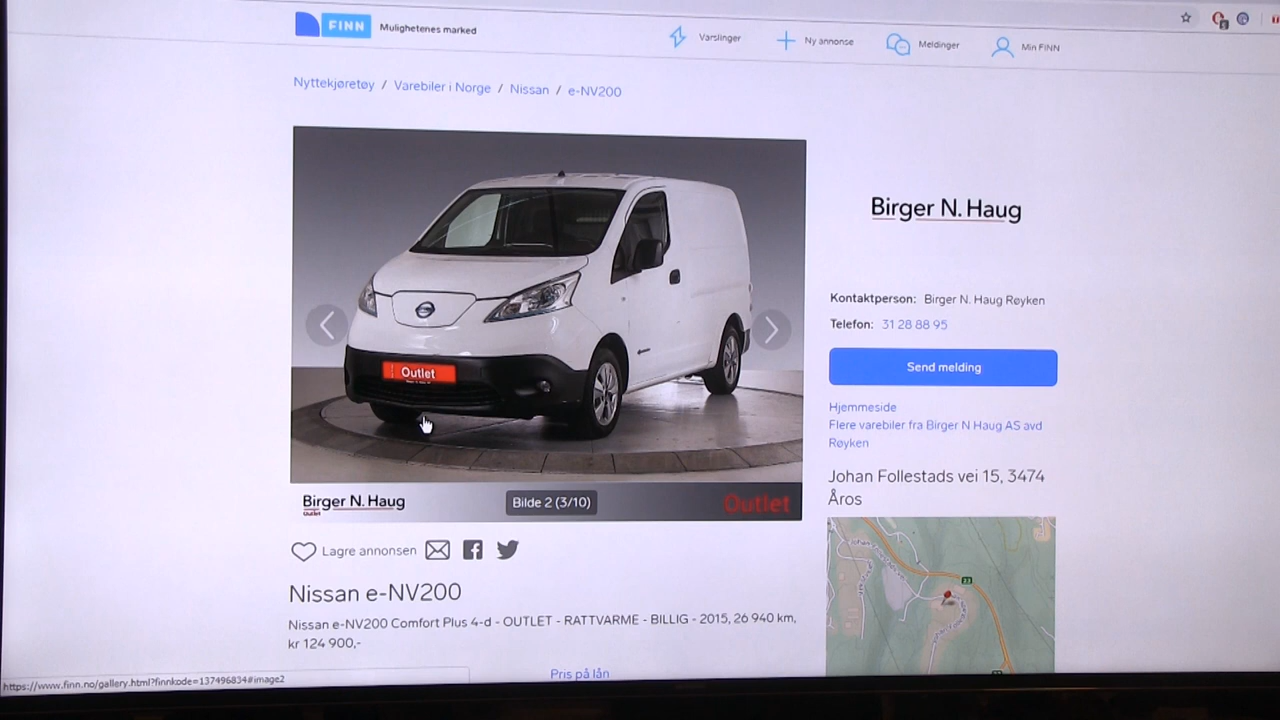 FINN Mulighetenes marked
Varslinger
Ny annonse
Meldinger
Min FINN
Nyttekjøretøy / Varebiler i Norge / Nissan / e-NV200
Outlet
Birger N. Haug
Outlet
Bilde 2 (3/10)
Outlet
Lagre annonsen
Nissan e-NV200
Nissan e-NV200 Comfort Plus 4-d - OUTLET - RATTVARME - BILLIG - 2015, 26 940 km,
kr 124 900,-
Pris på lån
Birger N. Haug
Kontaktperson: Birger N. Haug Røyken
Telefon: 31 28 88 95
Send melding
Hjemmeside
Flere varebiler fra Birger N Haug AS avd
Røyken
Johan Follestads vei 15, 3474
Åros
https://www.finn.no/gallery.html?finnkode=137496834#image2